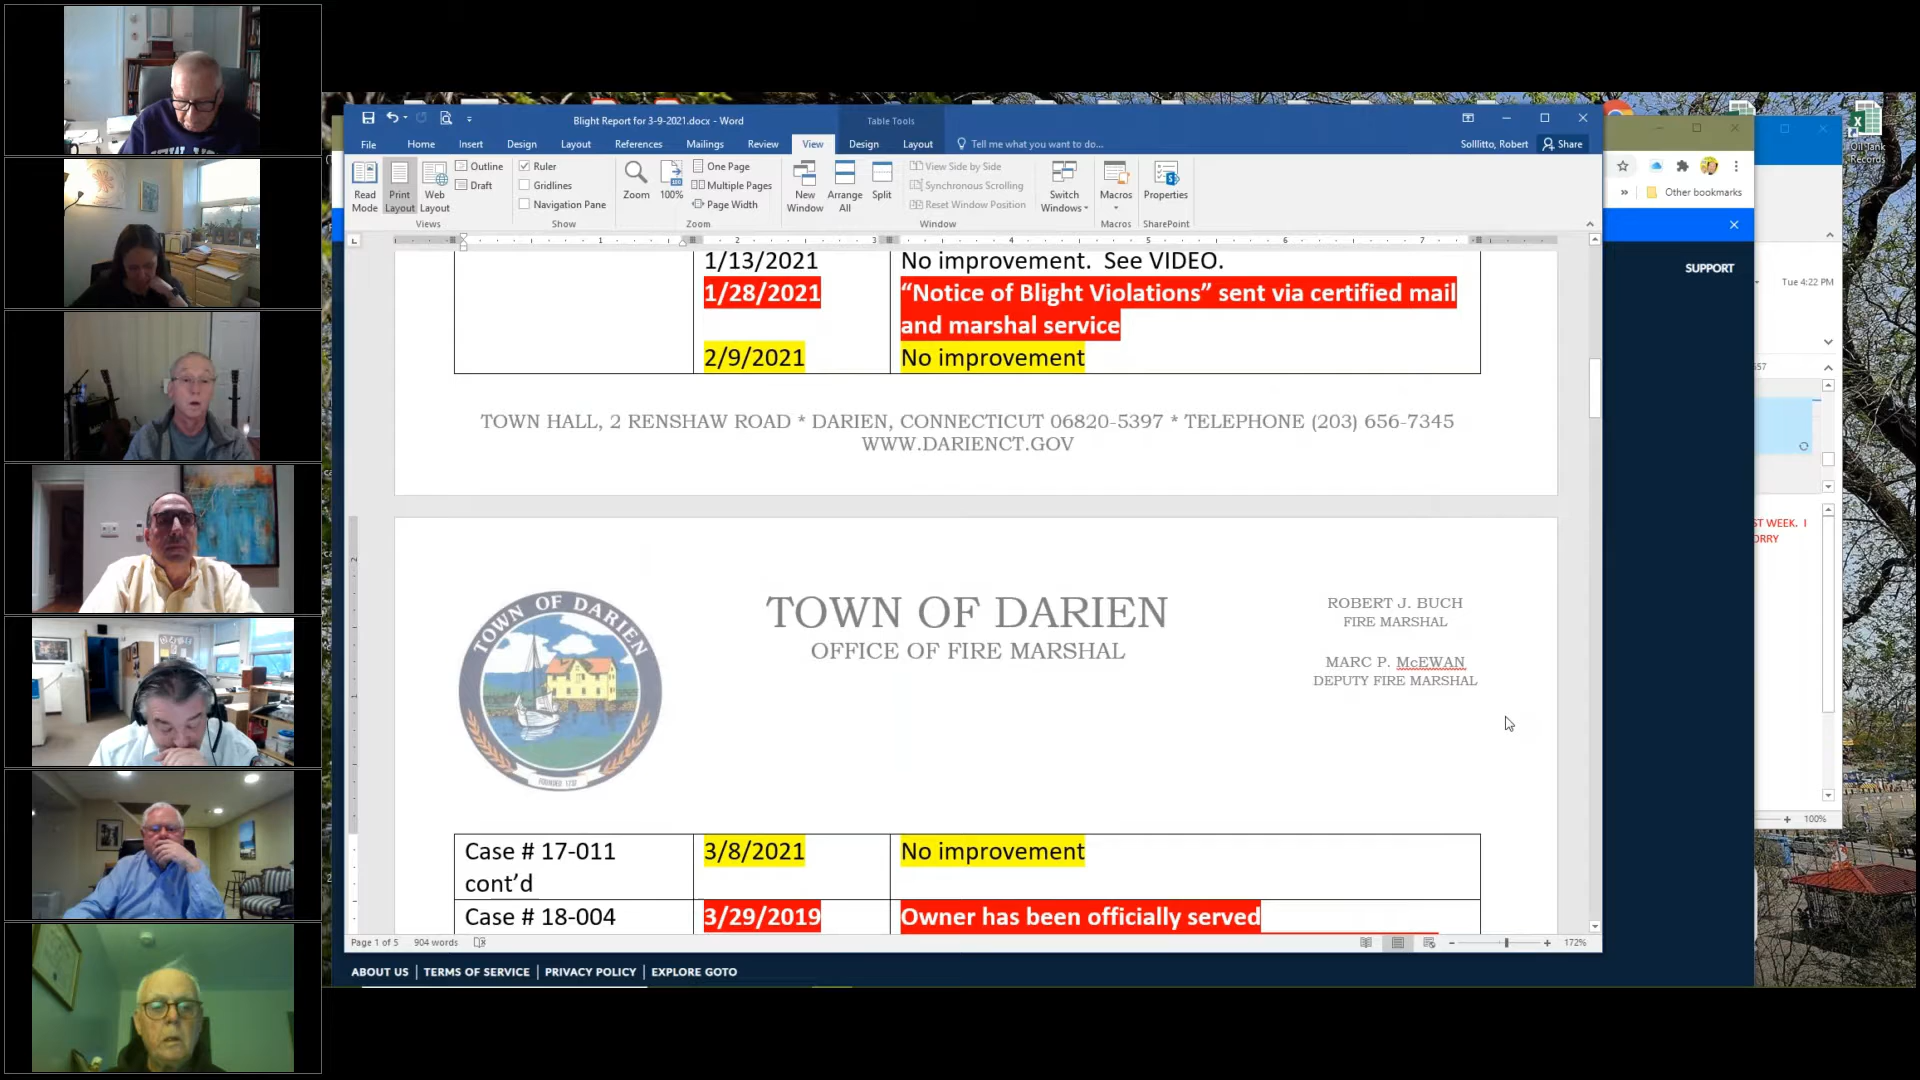 Blight Report for 3-9-2021.docx - Word
Table Tools
File Home Insert Design Layout References Mailings Review View Design Layout Tell me what you want to do...
Sollitto, Robert Share
Read Mode
Print Layout
Web Layout
Outline
Draft
Views
Ruler
Gridlines
Navigation Pane
Show
Zoom
100%
One Page
Multiple Pages
Page Width
Zoom
New Window
Arrange All
Split
View Side by Side
Synchronous Scrolling
Reset Window Position
Window
Switch Windows
Macros
Macros
Properties
SharePoint
Other bookmarks
Oil Tank Records
SUPPORT
Tue 4:22 PM
1/13/2021 No improvement. See VIDEO.
1/28/2021 “Notice of Blight Violations” sent via certified mail
and marshal service
2/9/2021 No improvement
TOWN HALL, 2 RENSHAW ROAD * DARIEN, CONNECTICUT 06820-5397 * TELEPHONE (203) 656-7345
WWW.DARIENCT.GOV
ST WEEK. I
ORRY
TOWN OF DARIEN
TOWN OF DARIEN
OFFICE OF FIRE MARSHAL
ROBERT J. BUCH
FIRE MARSHAL
MARC P. McEWAN
DEPUTY FIRE MARSHAL
Case # 17-011 3/8/2021 No improvement
cont’d
Case # 18-004 3/29/2019 Owner has been officially served
100%
Page 1 of 5 904 words 172%
ABOUT US | TERMS OF SERVICE | PRIVACY POLICY | EXPLORE GOTO